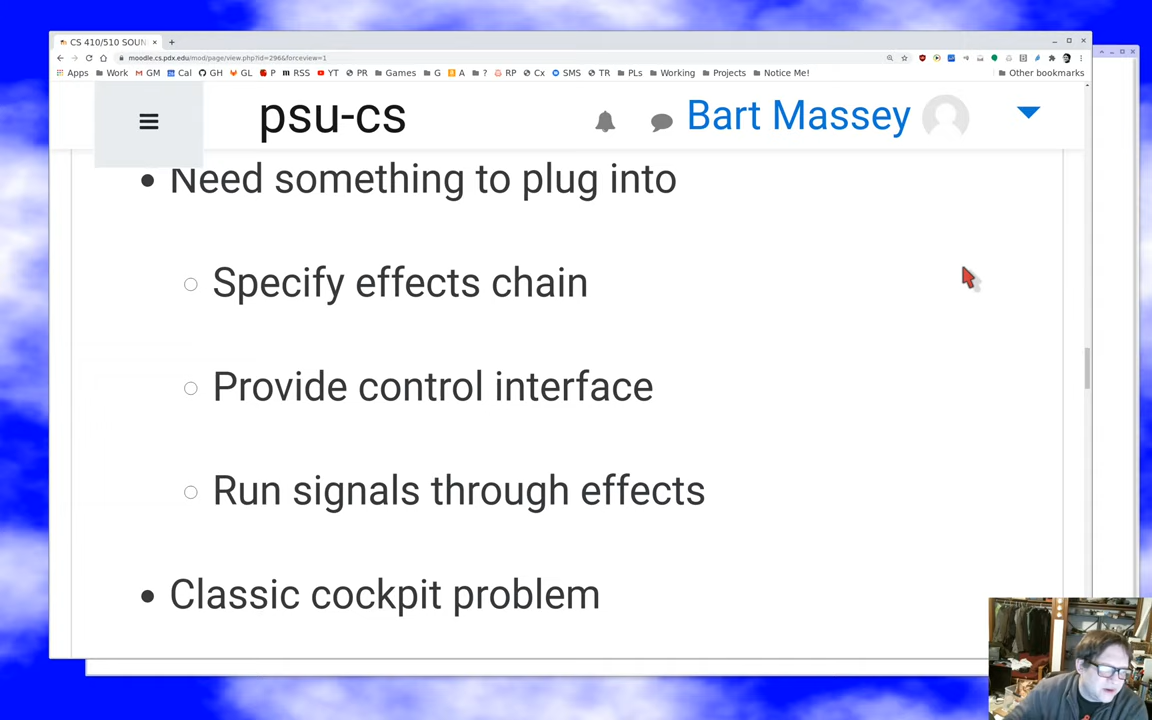 CS 410/510 SOUN
moodle.cs.pdx.edu/mod/page/view.php?id=296&forceview=1
Apps Work GM Cal GH GL P RSS YT PR Games G A ? RP Cx SMS TR PLs Working Projects Notice Me! Other bookmarks
psu-cs Bart Massey
Need something to plug into
Specify effects chain
Provide control interface
Run signals through effects
Classic cockpit problem